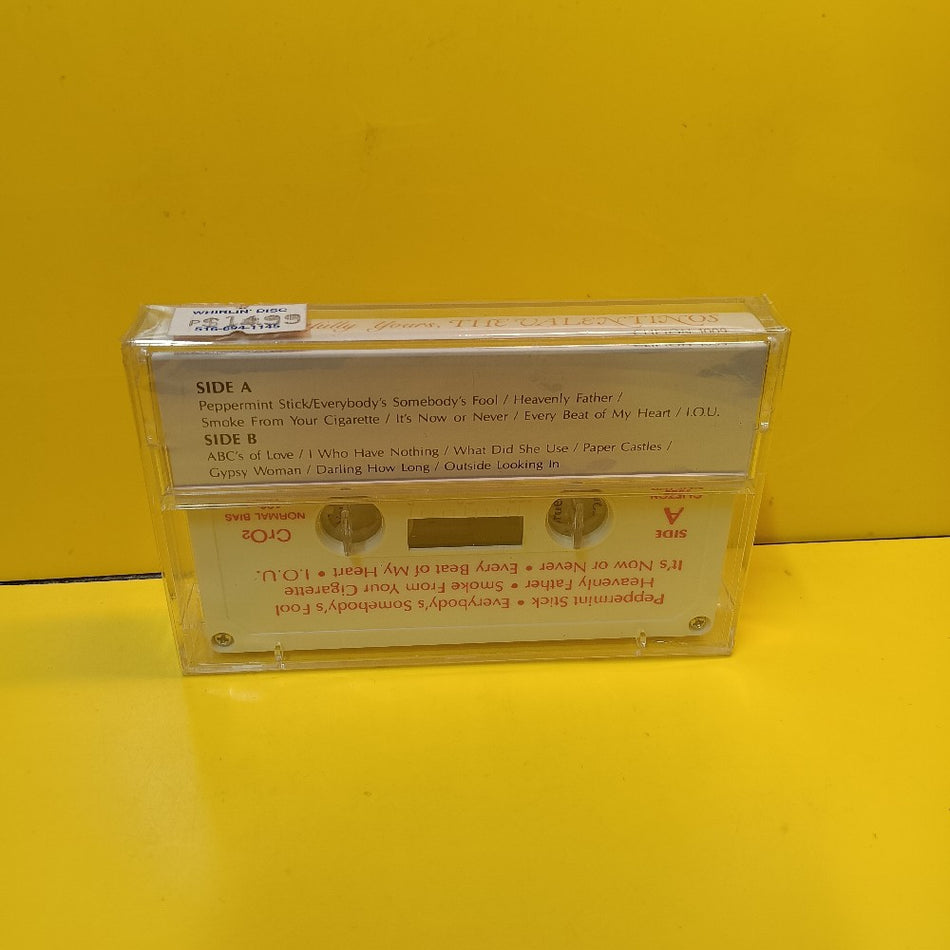 WHIRLIN' DISC
P$14.99
516-694-1145
Yours, THE VALENTINOS
SIDE A
Peppermint Stick/Everybody's Somebody's Fool / Heavenly Father /
Smoke From Your Cigarette / It's Now or Never / Every Beat of My Heart / I.O.U.
SIDE B
ABC's of Love / I Who Have Nothing / What Did She Use / Paper Castles /
Gypsy Woman / Darling How Long / Outside Looking In
Peppermint Stick • Everybody's Somebody's Fool
Heavenly Father • Smoke From Your Cigarette
It's Now or Never • Every Beat of My Heart • I.O.U.
SIDE
A
CrO2
NORMAL BIAS